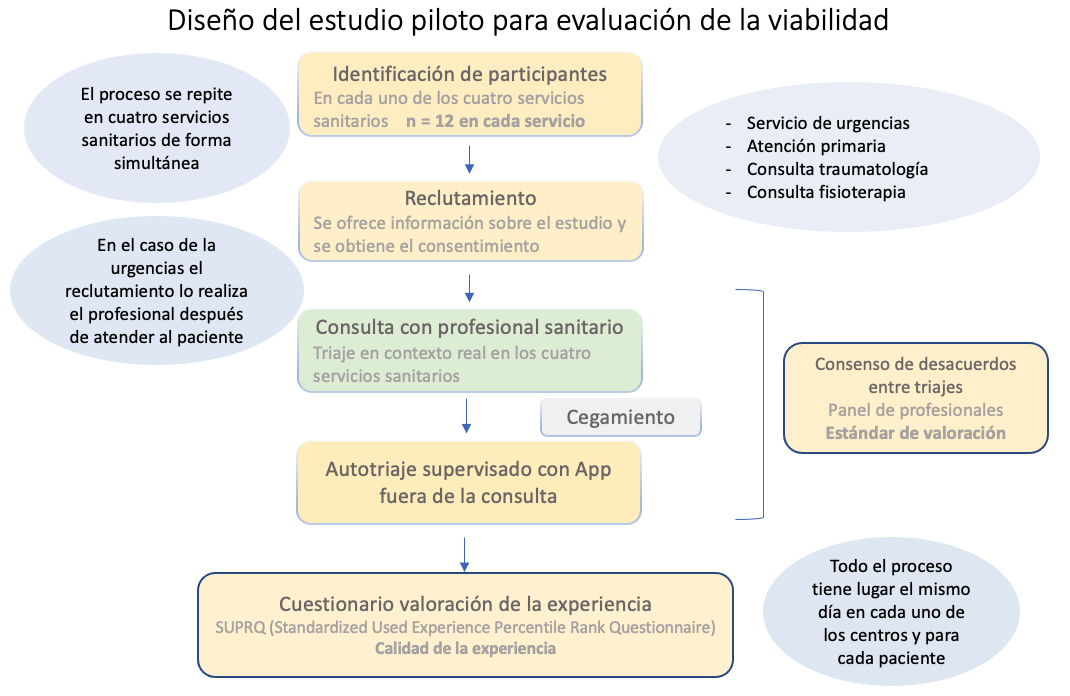 Diseño del estudio piloto para evaluación de la viabilidad
El proceso se repite
en cuatro servicios
sanitarios de forma
simultánea
Identificación de participantes
En cada uno de los cuatro servicios
sanitarios n = 12 en cada servicio
- Servicio de urgencias
- Atención primaria
- Consulta traumatología
- Consulta fisioterapia
Reclutamiento
Se ofrece información sobre el estudio y
se obtiene el consentimiento
En el caso de la
urgencias el
reclutamiento lo realiza
el profesional después
de atender al paciente
Consulta con profesional sanitario
Triaje en contexto real en los cuatro
servicios sanitarios
Cegamiento
Autotriaje supervisado con App
fuera de la consulta
Consenso de desacuerdos
entre triajes
Panel de profesionales
Estándar de valoración
Cuestionario valoración de la experiencia
SUPRQ (Standardized Used Experience Percentile Rank Questionnaire)
Calidad de la experiencia
Todo el proceso
tiene lugar el mismo
día en cada uno de
los centros y para
cada paciente